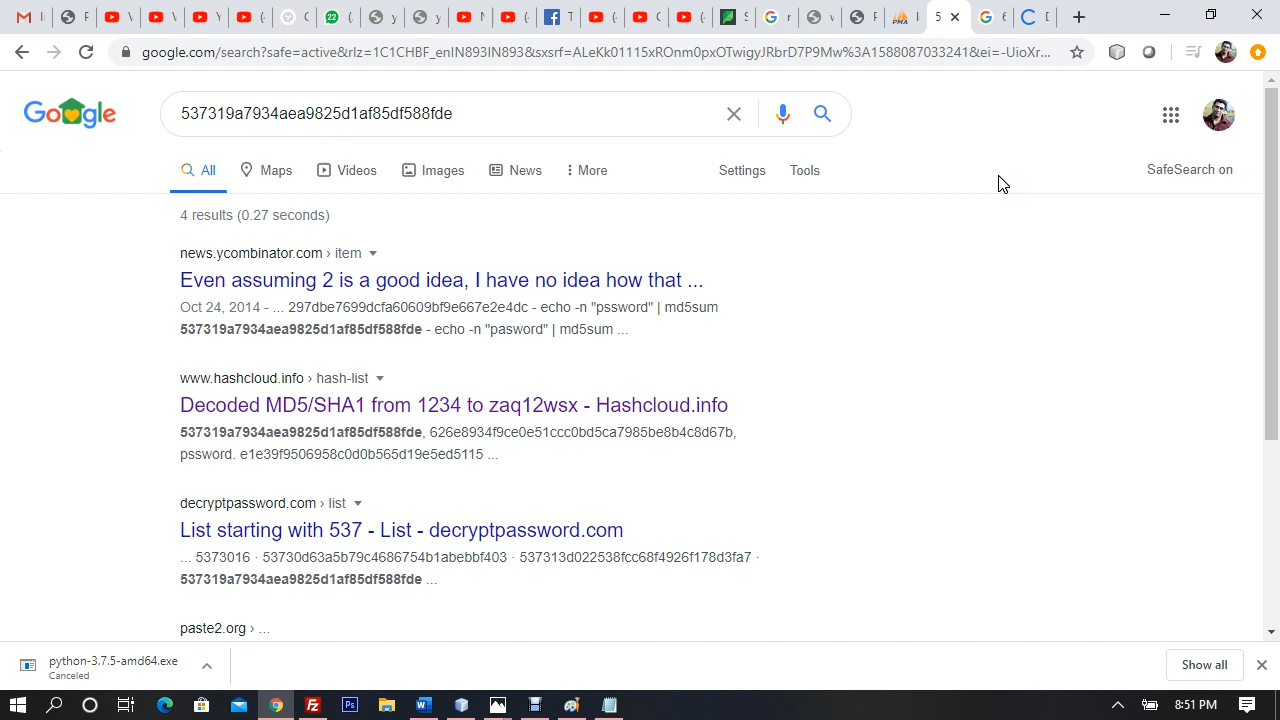 google.com/search?safe=active&rlz=1C1CHBF_enIN893IN893&sxsrf=ALeKk01115xROnm0pxOTwigyJRbrD7P9Mw%3A1588087033241&ei=-UioXr...
Google
537319a7934aea9825d1af85df588fde
All Maps Videos Images News More Settings Tools SafeSearch on
4 results (0.27 seconds)
news.ycombinator.com › item
Even assuming 2 is a good idea, I have no idea how that ...
Oct 24, 2014 - ... 297dbe7699dcfa60609bf9e667e2e4dc - echo -n "pssword" | md5sum
537319a7934aea9825d1af85df588fde - echo -n "pasword" | md5sum ...
www.hashcloud.info › hash-list
Decoded MD5/SHA1 from 1234 to zaq12wsx - Hashcloud.info
537319a7934aea9825d1af85df588fde, 626e8934f9ce0e51ccc0bd5ca7985be8b4c8d67b,
pssword. e1e39f9506958c0d0b565d19e5ed5115 ...
decryptpassword.com › list
List starting with 537 - List - decryptpassword.com
... 5373016 · 53730d63a5b79c4686754b1abebbf403 · 537313d022538fcc68f4926f178d3fa7 ·
537319a7934aea9825d1af85df588fde ...
paste2.org › ...
python-3.7.5-amd64.exe
Canceled
Show all
8:51 PM